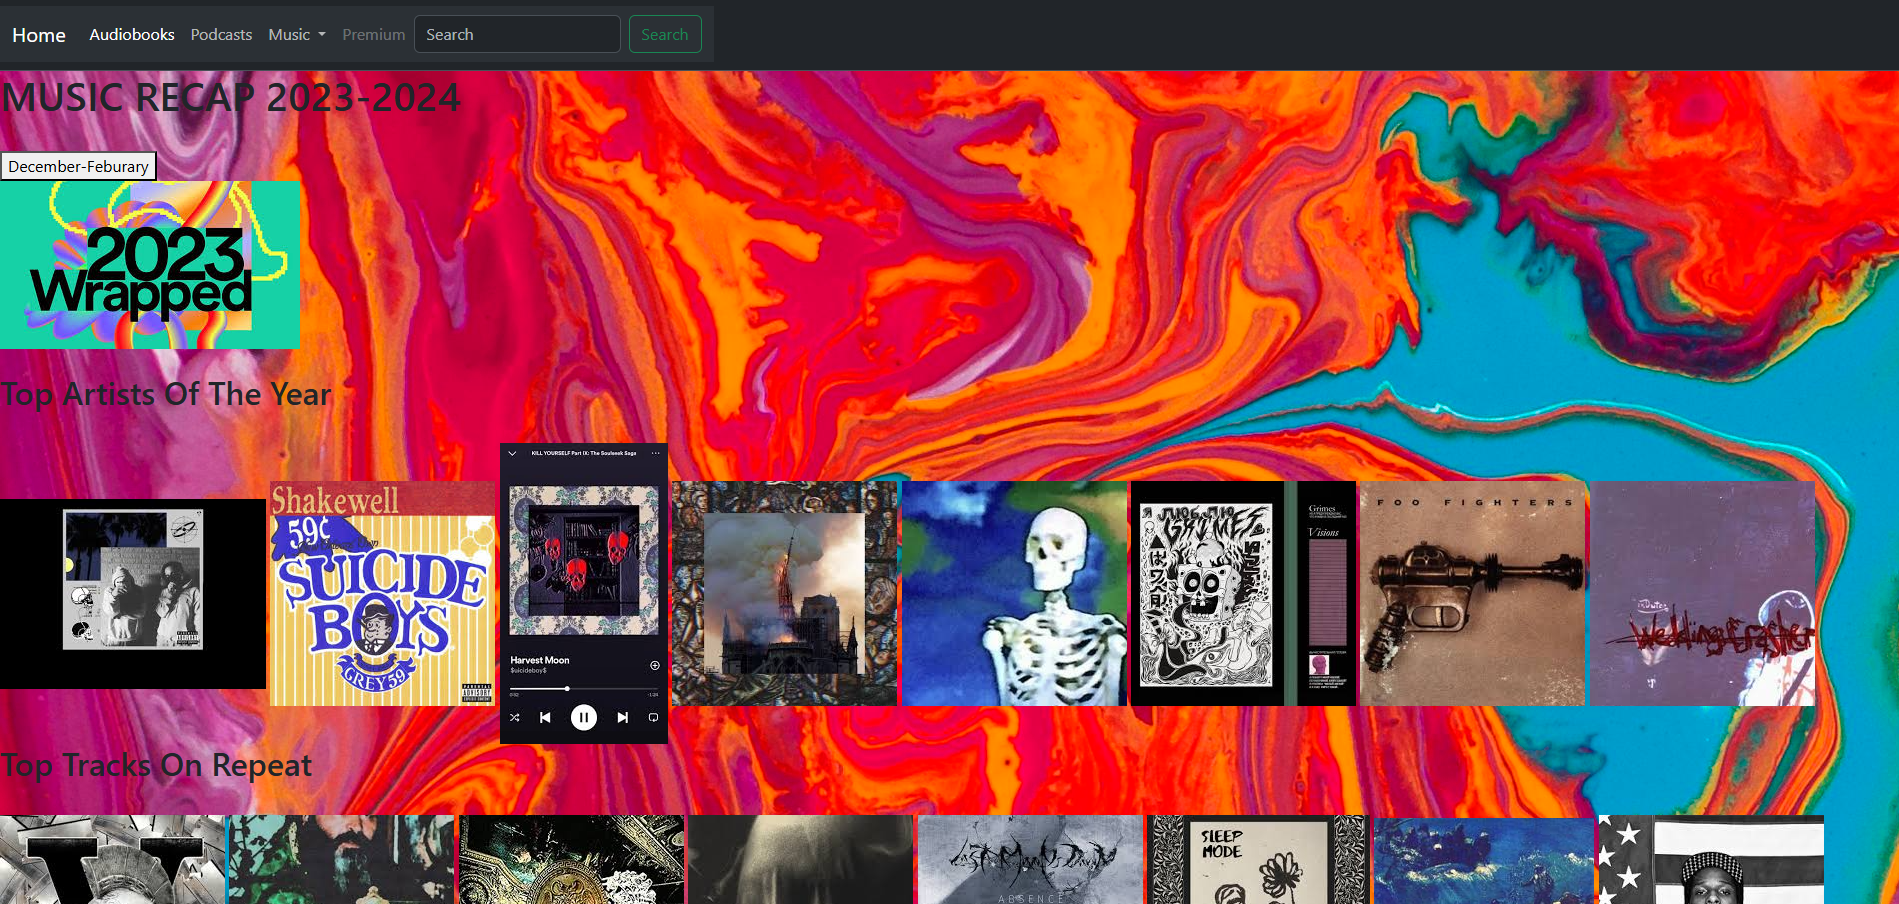 Home Audiobooks Podcasts Music Premium Search Search
MUSIC RECAP 2023-2024
December-Feburary
2023
Wrapped
Top Artists Of The Year
Shakewell
59¢
SUICIDE
BOYS
GREY59
KILL YOURSELF Part IX: The Souleeek Saga
Harvest Moon
$uicideboy$
GRIMES
Grimes
Visions
FOO FIGHTERS
Wedding Crasher
Top Tracks On Repeat
SLEEP
MODE
ABSENCE